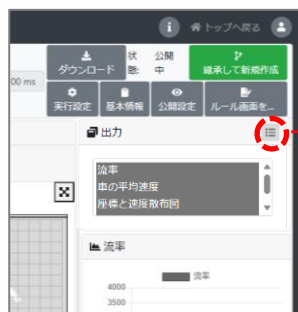 i トップへ戻る
ダウンロード
状態:
公開中
継承して新規作成
00 ms
実行設定
基本情報
公開設定
ルール画面を...
出力
流率
車の平均速度
座標と速度散布図
流率
流率
4000
3500